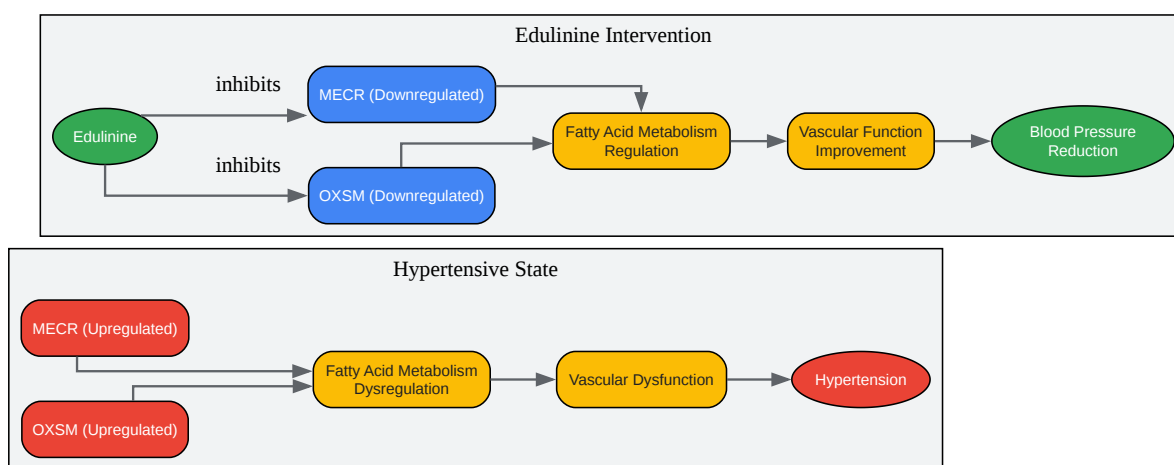 Edulinine Intervention
inhibits
MECR (Downregulated)
Edulinine
Fatty Acid Metabolism
Regulation
Vascular Function
Improvement
Blood Pressure
Reduction
inhibits
OXSM (Downregulated)
Hypertensive State
MECR (Upregulated)
Fatty Acid Metabolism
Dysregulation
Vascular Dysfunction
Hypertension
OXSM (Upregulated)